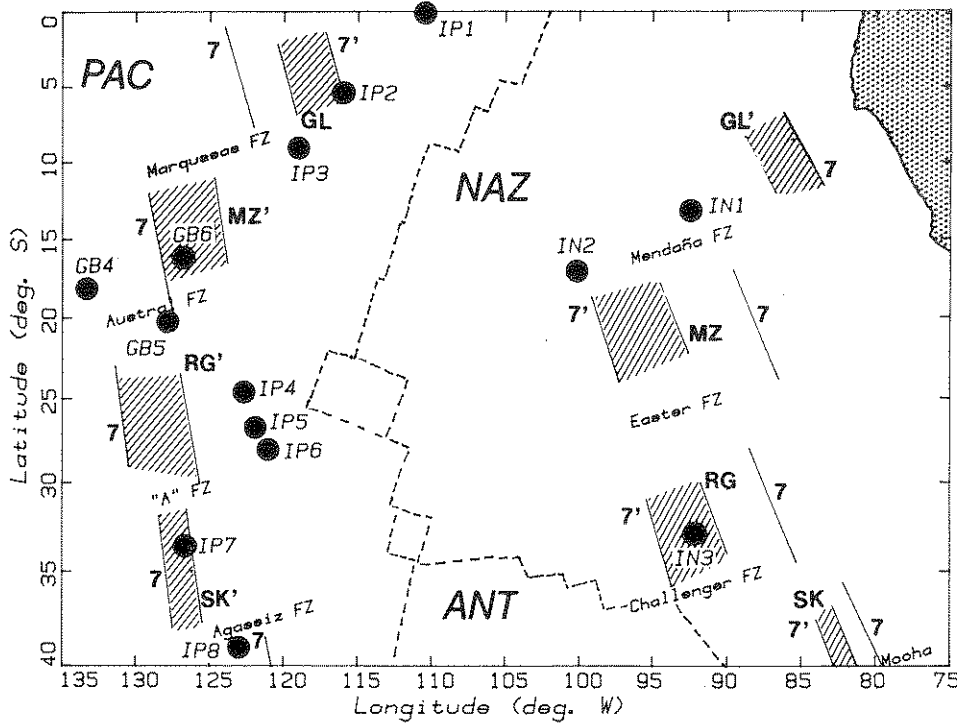 0
7
7'
IP1
PAC
5
IP2
GL
GL'
Marquesas FZ
IP3
7
10
NAZ
MZ'
7
IN1
GB6
IN2
Mendaña FZ
15
GB4
Austral FZ
7'
7
20
GB5
MZ
RG'
IP4
25
IP5
Easter FZ
7
IP6
RG
7
30
"A" FZ
7'
IP7
IN3
7
35
Challenger FZ
SK'
ANT
SK
Agassiz FZ
7'
7
IP8
7
Mocha
40
135 130 125 120 115 110 105 100 95 90 85 80 75
Longitude (deg. W)
Latitude (deg. S)